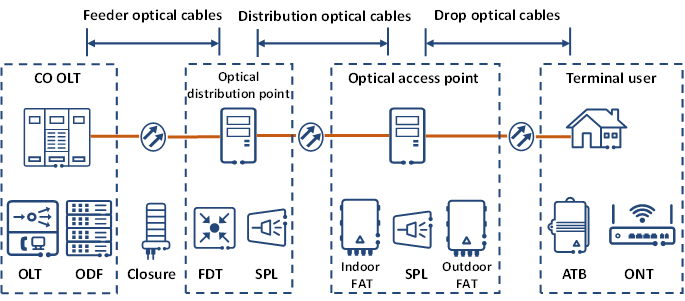 Feeder optical cables
Distribution optical cables
Drop optical cables
CO OLT
Optical
distribution point
Optical access point
Terminal user
OLT
ODF
Closure
FDT
SPL
Indoor
FAT
SPL
Outdoor
FAT
ATB
ONT